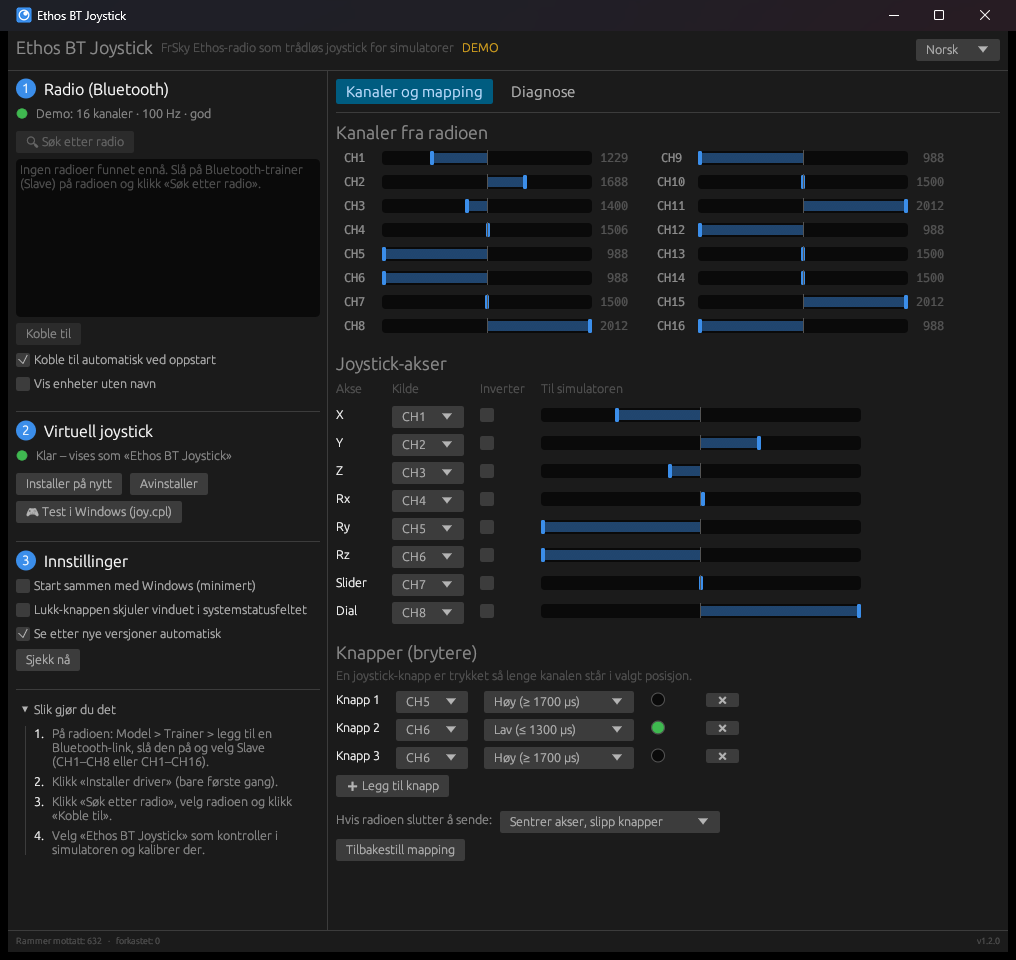 Ethos BT Joystick
Ethos BT Joystick FrSky Ethos-radio som trådløs joystick for simulatorer DEMO
Norsk
1 Radio (Bluetooth)
Demo: 16 kanaler · 100 Hz · god
Søk etter radio
Ingen radioer funnet ennå. Slå på Bluetooth-trainer
(Slave) på radioen og klikk «Søk etter radio».
Koble til
Koble til automatisk ved oppstart
Vis enheter uten navn
2 Virtuell joystick
Klar – vises som «Ethos BT Joystick»
Installer på nytt Avinstaller
Test i Windows (joy.cpl)
3 Innstillinger
Start sammen med Windows (minimert)
Lukk-knappen skjuler vinduet i systemstatusfeltet
Se etter nye versjoner automatisk
Sjekk nå
Slik gjør du det
1. På radioen: Model > Trainer > legg til en
Bluetooth-link, slå den på og velg Slave
(CH1–CH8 eller CH1–CH16).
2. Klikk «Installer driver» (bare første gang).
3. Klikk «Søk etter radio», velg radioen og klikk
«Koble til».
4. Velg «Ethos BT Joystick» som kontroller i
simulatoren og kalibrer der.
Kanaler og mapping Diagnose
Kanaler fra radioen
CH1 1229 CH9 988
CH2 1688 CH10 1500
CH3 1400 CH11 2012
CH4 1506 CH12 988
CH5 988 CH13 1500
CH6 988 CH14 1500
CH7 1500 CH15 2012
CH8 2012 CH16 988
Joystick-akser
Akse Kilde Inverter Til simulatoren
X CH1
Y CH2
Z CH3
Rx CH4
Ry CH5
Rz CH6
Slider CH7
Dial CH8
Knapper (brytere)
En joystick-knapp er trykket så lenge kanalen står i valgt posisjon.
Knapp 1 CH5 Høy (≥ 1700 µs)
Knapp 2 CH6 Lav (≤ 1300 µs)
Knapp 3 CH6 Høy (≥ 1700 µs)
+ Legg til knapp
Hvis radioen slutter å sende: Sentrer akser, slipp knapper
Tilbakestill mapping
Rammer mottatt: 632 · forkastet: 0
v1.2.0